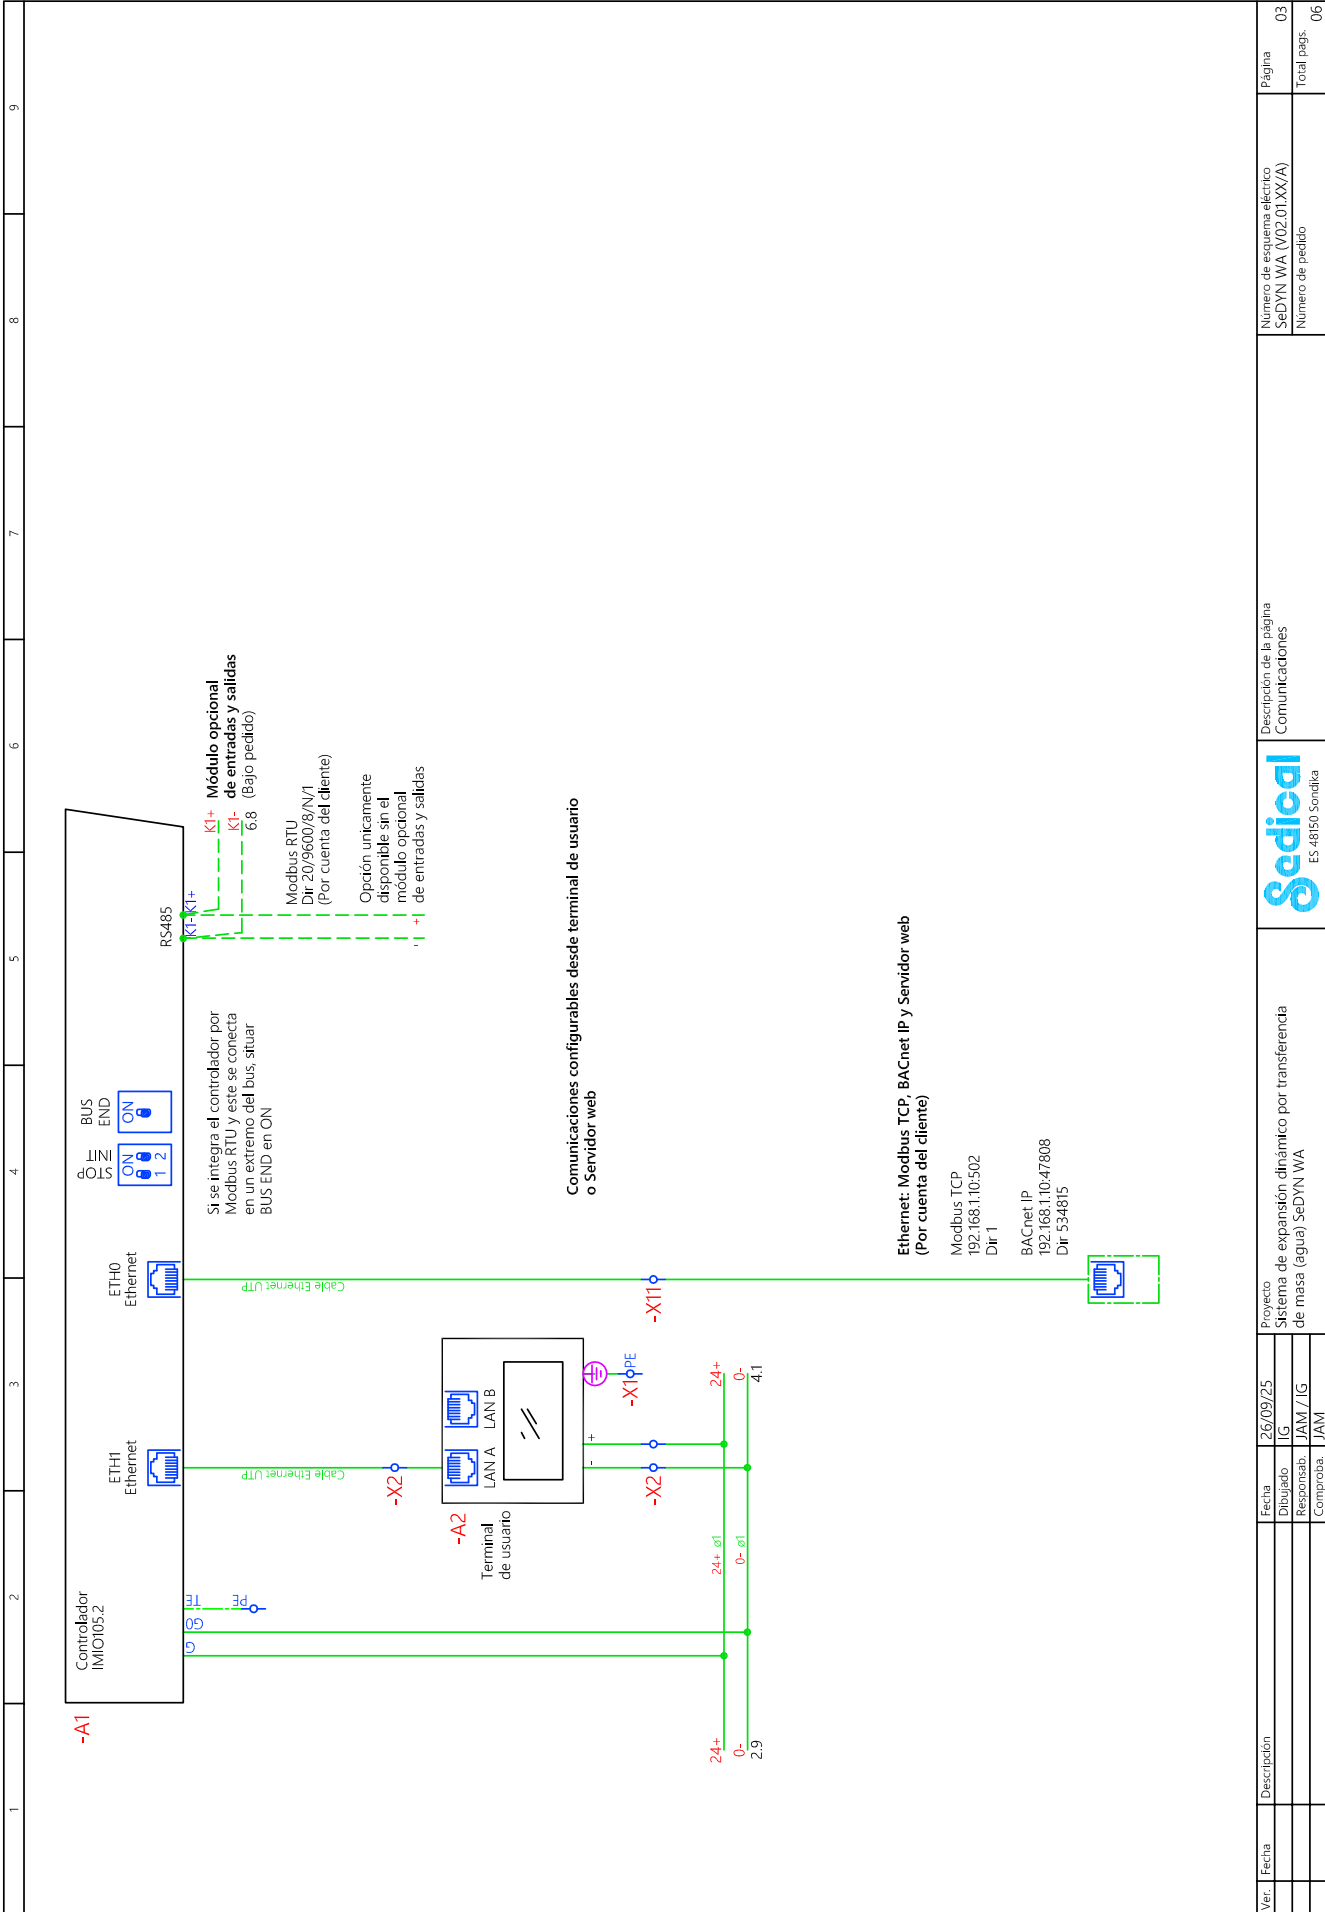 1
2
3
4
5
6
7
8
9
-A1
Controlador
IMIO105.2
G
G0
TE
PE
ETH1
Ethernet
Cable Ethernet UTP
-X2
ETH0
Ethernet
Cable Ethernet UTP
-X11
STOP
INIT
ON
1 2
BUS
END
ON
Si se integra el controlador por
Modbus RTU y este se conecta
en un extremo del bus, situar
BUS END en ON
RS485
K1- K1+
K1+
K1-
6.8
Módulo opcional
de entradas y salidas
(Bajo pedido)
Modbus RTU
Dir 20/9600/8/N/1
(Por cuenta del cliente)
Opción unicamente
disponible sin el
módulo opcional
de entradas y salidas
- +
-A2
Terminal
de usuario
LAN A LAN B
- +
-X2
-X1
PE
Comunicaciones configurables desde terminal de usuario
o Servidor web
24+
0-
2.9
24+ ø1
0- ø1
24+
0-
4.1
Ethernet: Modbus TCP, BACnet IP y Servidor web
(Por cuenta del cliente)
Modbus TCP
192.168.1.10:502
Dir 1
BACnet IP
192.168.1.10:47808
Dir 534815
Ver. Fecha Descripción
Fecha 26/09/25
Dibujado IG
Responsab. JAM / IG
Comproba. JAM
Proyecto
Sistema de expansión dinámico por transferencia
de masa (agua) SeDYN WA
Sedical
ES 48150 Sondika
Descripción de la página
Comunicaciones
Número de esquema eléctrico
SeDYN WA (V02.01.XX/A)
Número de pedido
Página 03
Total pags. 06